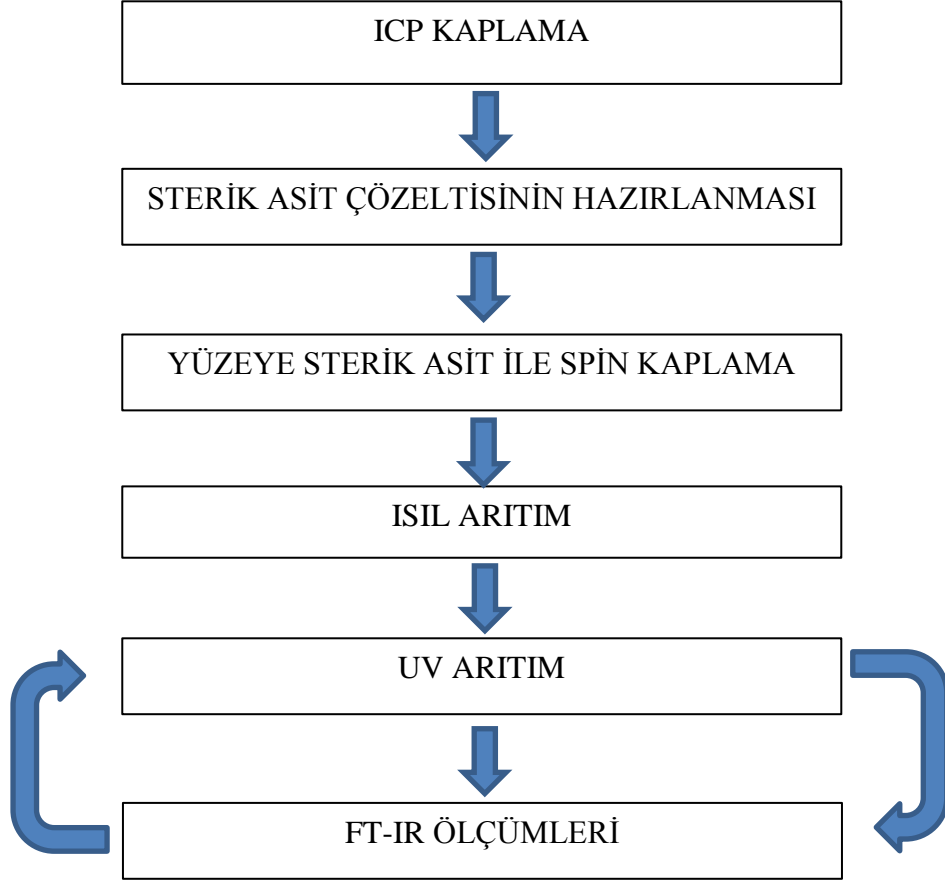 ICP KAPLAMA
STERİK ASİT ÇÖZELTİSİNİN HAZIRLANMASI
YÜZEYE STERİK ASİT İLE SPİN KAPLAMA
ISIL ARITIM
UV ARITIM
FT-IR ÖLÇÜMLERİ